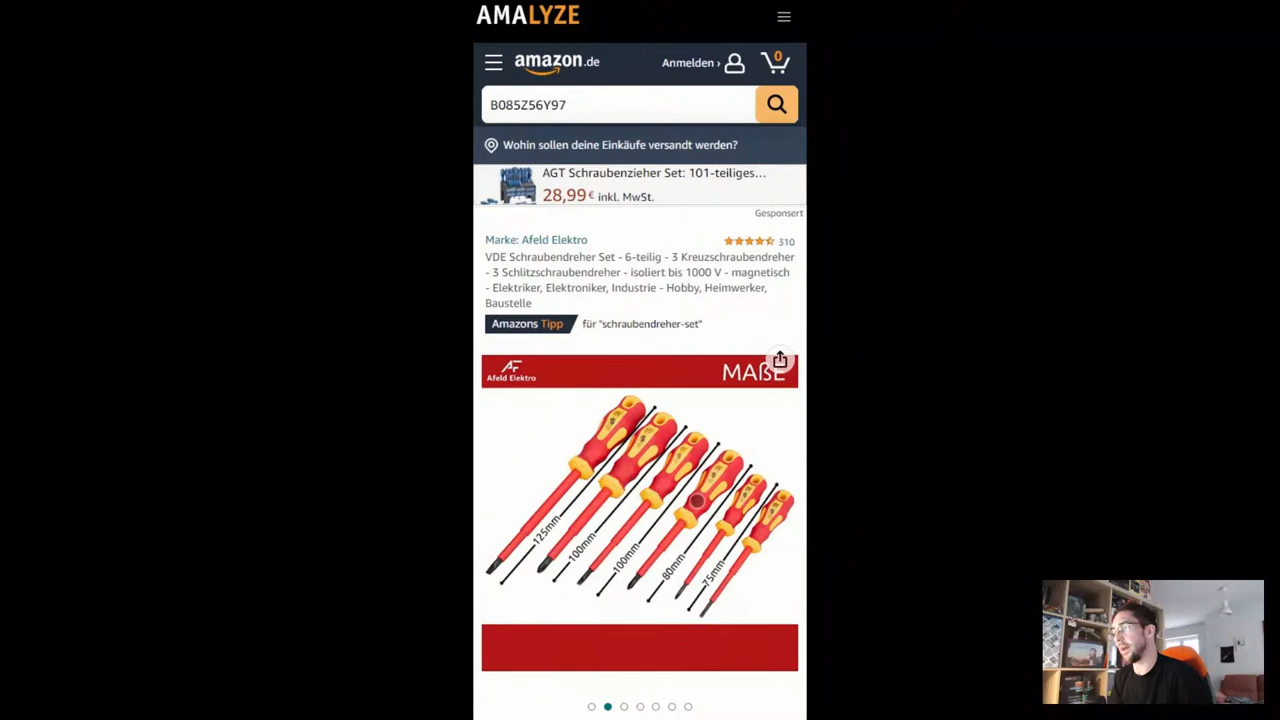 AMALYZE
amazon.de
Anmelden ›
0
B085Z56Y97
Wohin sollen deine Einkäufe versandt werden?
AGT Schraubenzieher Set: 101-teiliges...
28,99€ inkl. MwSt.
Gesponsert
Marke: Afeld Elektro
310
VDE Schraubendreher Set - 6-teilig - 3 Kreuzschraubendreher
- 3 Schlitzschraubendreher - isoliert bis 1000 V - magnetisch
- Elektriker, Elektroniker, Industrie - Hobby, Heimwerker,
Baustelle
Amazons Tipp für "schraubendreher-set"
Afeld Elektro
MAßE
125mm
100mm
100mm
80mm
75mm